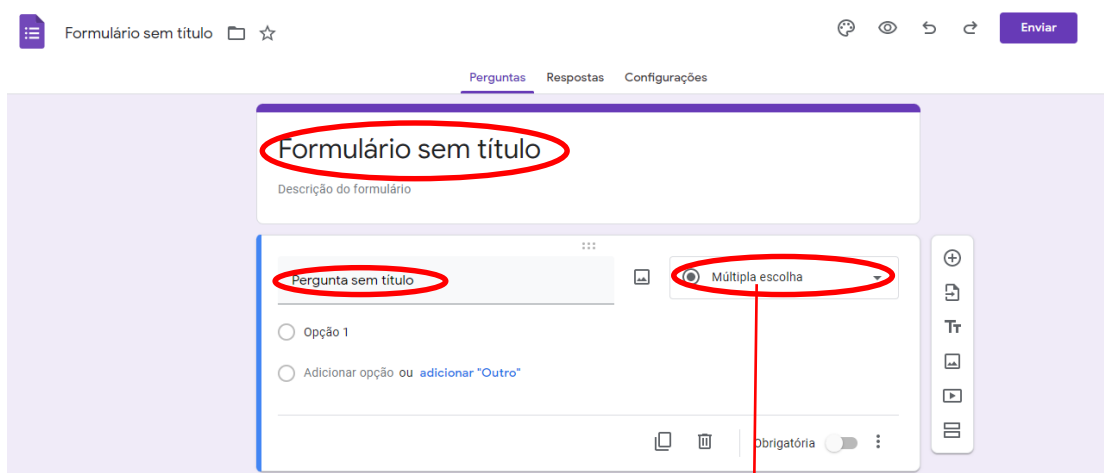 Formulário sem título
Enviar
Perguntas Respostas Configurações
Formulário sem título
Descrição do formulário
Pergunta sem título
Múltipla escolha
Opção 1
Adicionar opção ou adicionar "Outro"
Obrigatória
Tт